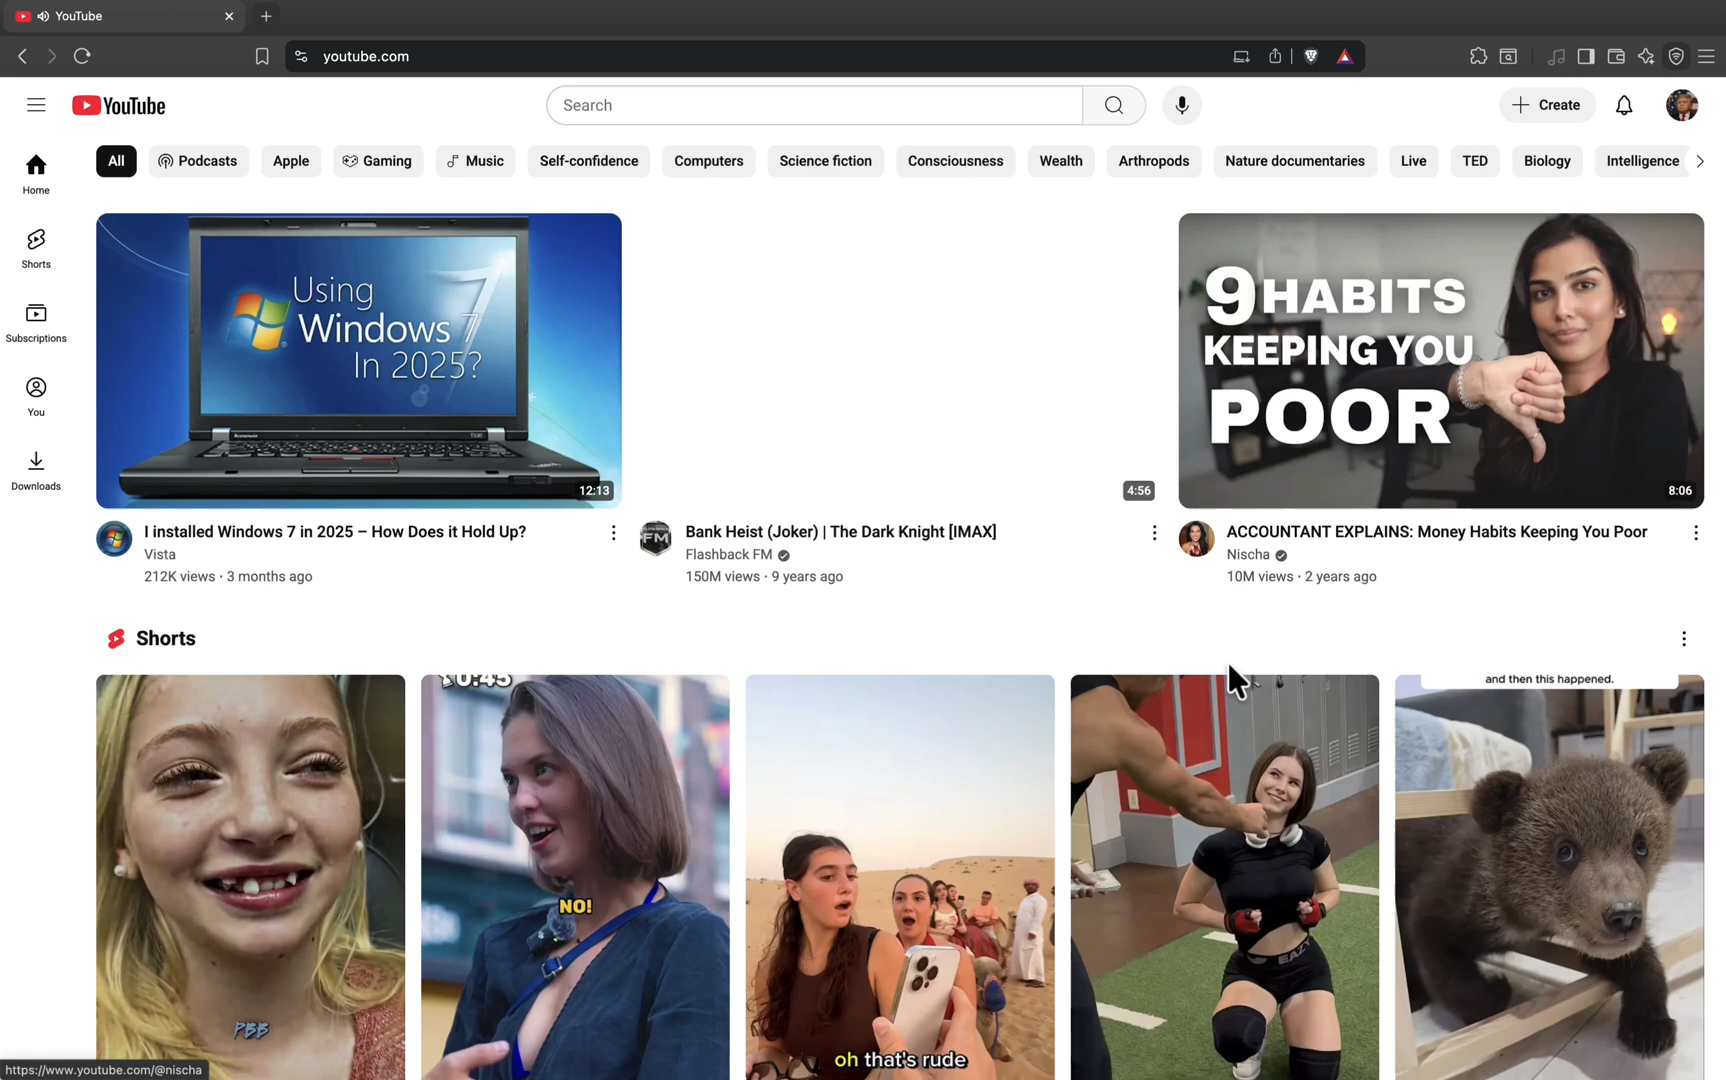 YouTube
youtube.com
YouTube
Search
Create
All
Podcasts
Apple
Gaming
Music
Self-confidence
Computers
Science fiction
Consciousness
Wealth
Arthropods
Nature documentaries
Live
TED
Biology
Intelligence
Home
Shorts
Subscriptions
You
Downloads
Using
Windows 7
In 2025?
12:13
4:56
9 HABITS
KEEPING YOU
POOR
8:06
I installed Windows 7 in 2025 – How Does it Hold Up?
Vista
212K views · 3 months ago
FM
Bank Heist (Joker) | The Dark Knight [IMAX]
Flashback FM
150M views · 9 years ago
ACCOUNTANT EXPLAINS: Money Habits Keeping You Poor
Nischa
10M views · 2 years ago
Shorts
PBB
0:45
NO!
oh that's rude
and then this happened.
https://www.youtube.com/@nischa